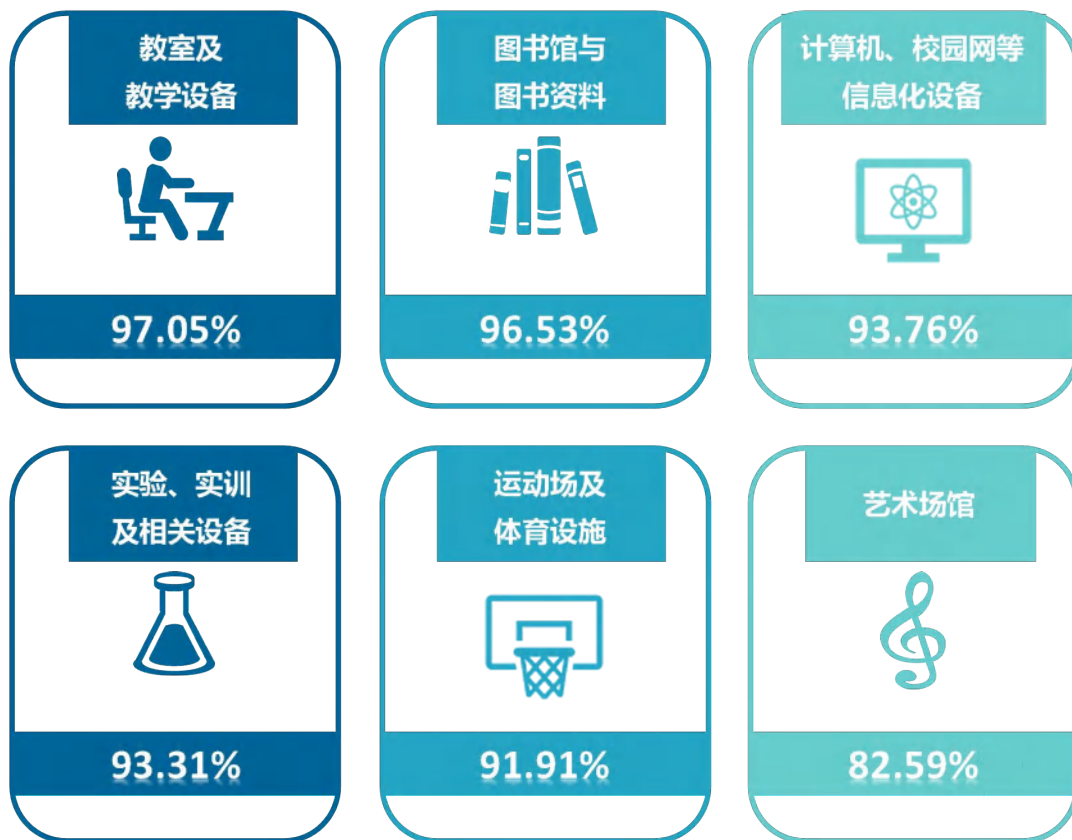 教室及
教学设备
97.05%
图书馆与
图书资料
96.53%
计算机、校园网等
信息化设备
93.76%
实验、实训
及相关设备
93.31%
运动场及
体育设施
91.91%
艺术场馆
82.59%